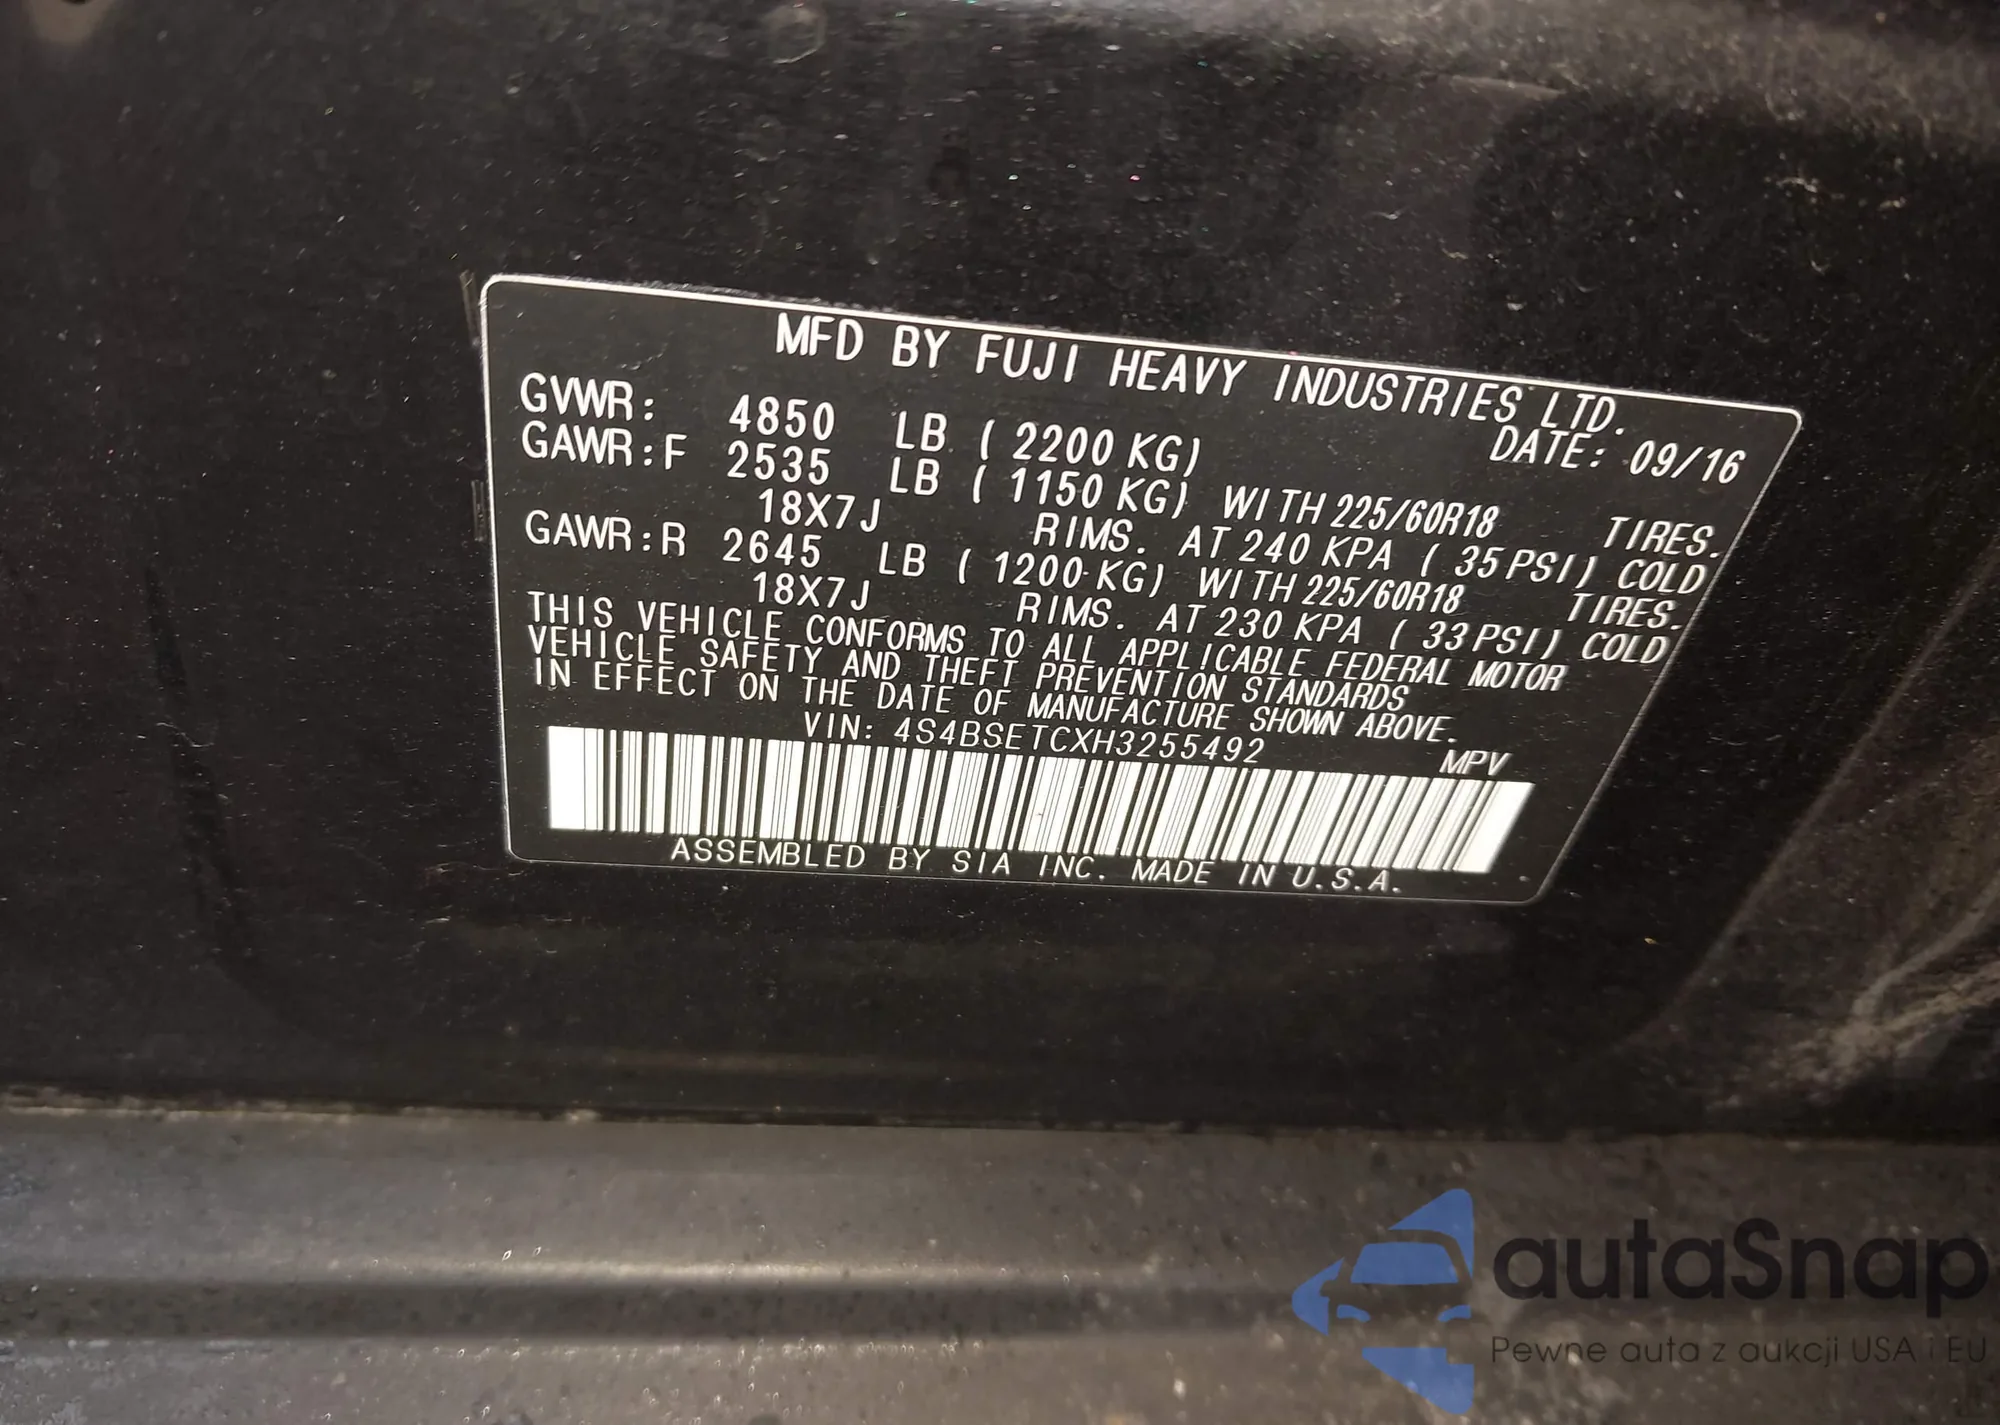 MFD BY FUJI HEAVY INDUSTRIES LTD.
GVWR: 4850 LB ( 2200 KG) DATE: 09/16
GAWR:F 2535 LB ( 1150 KG) WITH 225/60R18 TIRES.
18X7J RIMS. AT 240 KPA ( 35 PSI) COLD
GAWR:R 2645 LB ( 1200 KG) WITH 225/60R18 TIRES.
18X7J RIMS. AT 230 KPA ( 33 PSI) COLD
THIS VEHICLE CONFORMS TO ALL APPLICABLE FEDERAL MOTOR
VEHICLE SAFETY AND THEFT PREVENTION STANDARDS
IN EFFECT ON THE DATE OF MANUFACTURE SHOWN ABOVE.
VIN: 4S4BSETCXH3255492 MPV
ASSEMBLED BY SIA INC. MADE IN U.S.A.
autaSnap
Pewne auta z aukcji USA i EU